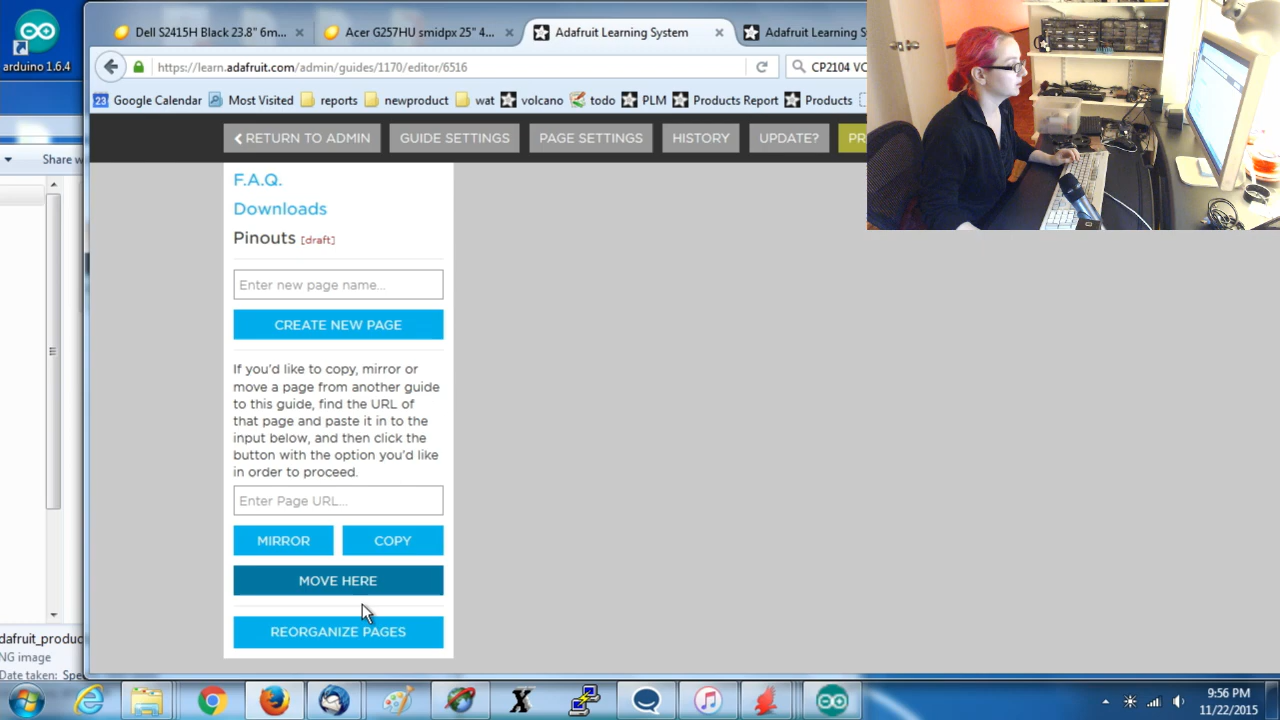 arduino 1.6.4
Dell S2415H Black 23.8" 6m...
Acer G257HU smidpx 25" 4...
Adafruit Learning System
Adafruit Learning S
https://learn.adafruit.com/admin/guides/1170/editor/6516
CP2104 VC
23 Google Calendar
Most Visited
reports
newproduct
wat
volcano
todo
PLM
Products Report
Products
RETURN TO ADMIN
GUIDE SETTINGS
PAGE SETTINGS
HISTORY
UPDATE?
PR
Share w
F.A.Q.
Downloads
Pinouts [draft]
Enter new page name...
CREATE NEW PAGE
If you'd like to copy, mirror or
move a page from another guide
to this guide, find the URL of
that page and paste it in to the
input below, and then click the
button with the option you'd like
in order to proceed.
Enter Page URL...
MIRROR
COPY
MOVE HERE
REORGANIZE PAGES
dafruit_produc
NG image
Date taken: Spe
9:56 PM
11/22/2015